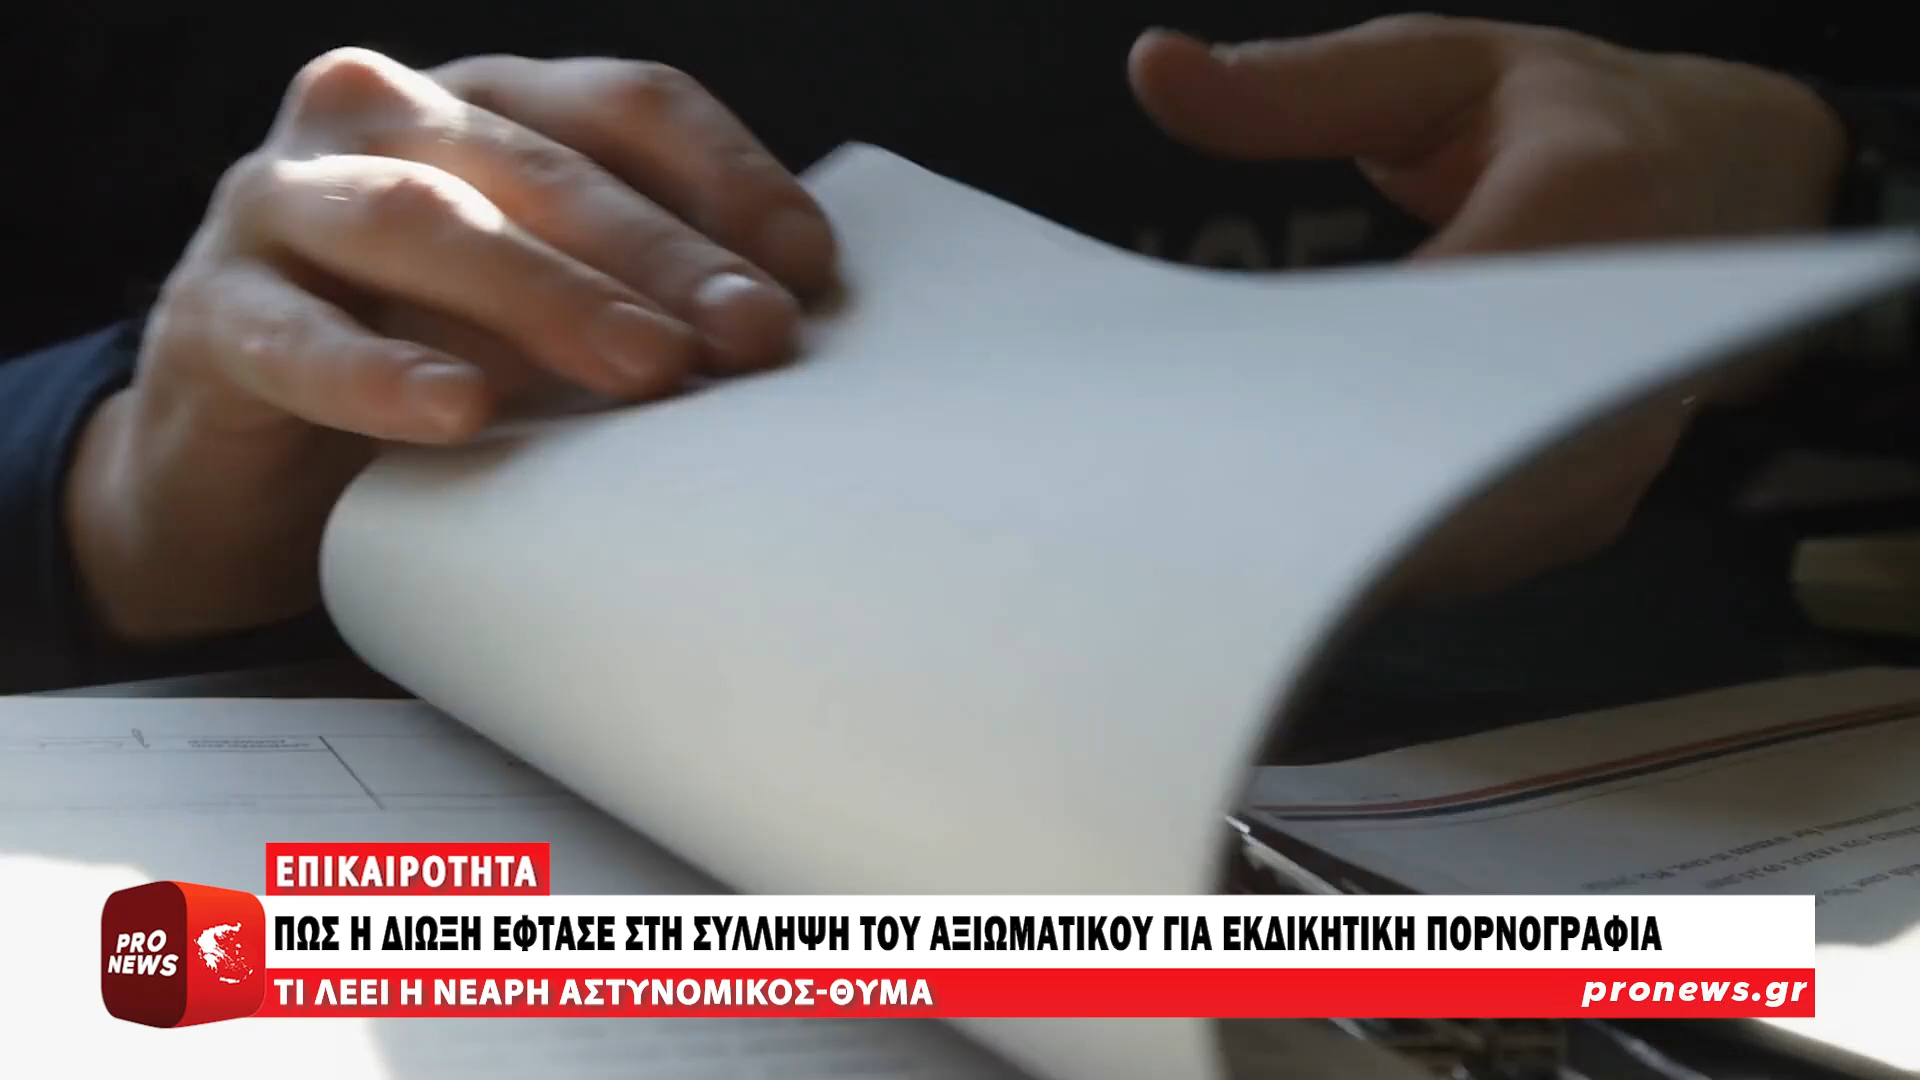 ΕΠΙΚΑΙΡΟΤΗΤΑ
PRO
NEWS
ΠΩΣ Η ΔΙΩΞΗ ΕΦΤΑΣΕ ΣΤΗ ΣΥΛΛΗΨΗ ΤΟΥ ΑΞΙΩΜΑΤΙΚΟΥ ΓΙΑ ΕΚΔΙΚΗΤΙΚΗ ΠΟΡΝΟΓΡΑΦΙΑ
ΤΙ ΛΕΕΙ Η ΝΕΑΡΗ ΑΣΤΥΝΟΜΙΚΟΣ-ΘΥΜΑ
pronews.gr